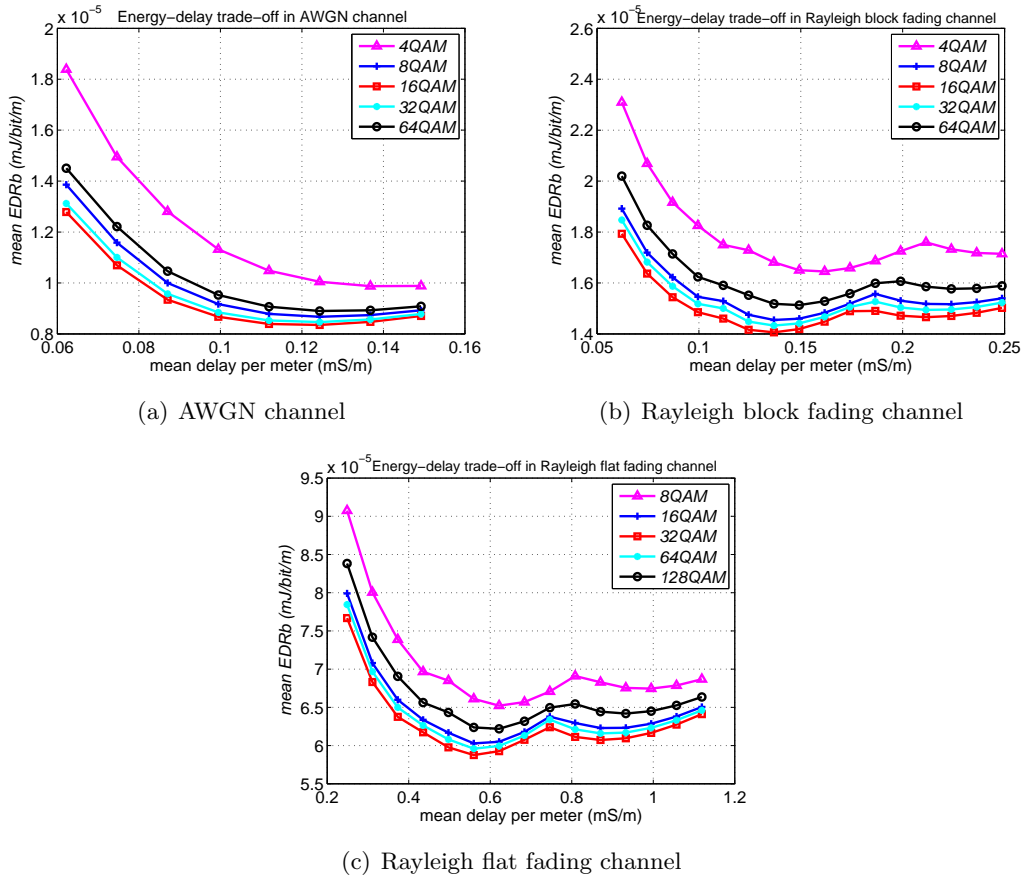 x 10⁻⁵ Energy−delay trade−off in AWGN channel
2
1.8
1.6
1.4
1.2
1
0.8
mean EDRb (mJ/bit/m)
4QAM
8QAM
16QAM
32QAM
64QAM
0.06 0.08 0.1 0.12 0.14 0.16
mean delay per meter (mS/m)
(a) AWGN channel
x 10⁻⁵ Energy−delay trade−off in Rayleigh block fading channel
2.6
2.4
2.2
2
1.8
1.6
1.4
mean EDRb (mJ/bit/m)
4QAM
8QAM
16QAM
32QAM
64QAM
0.05 0.1 0.15 0.2 0.25
mean delay per meter (mS/m)
(b) Rayleigh block fading channel
x 10⁻⁵ Energy−delay trade−off in Rayleigh flat fading channel
9.5
9
8.5
8
7.5
7
6.5
6
5.5
mean EDRb (mJ/bit/m)
8QAM
16QAM
32QAM
64QAM
128QAM
0.2 0.4 0.6 0.8 1 1.2
mean delay per meter (mS/m)
(c) Rayleigh flat fading channel